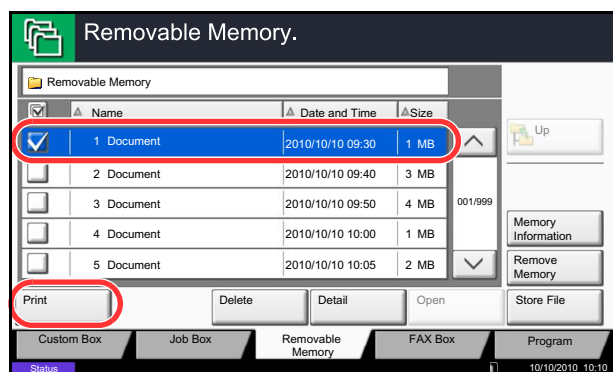 Removable Memory.
Removable Memory
Name Date and Time Size
1 Document 2010/10/10 09:30 1 MB
Up
2 Document 2010/10/10 09:40 3 MB
3 Document 2010/10/10 09:50 4 MB 001/999
4 Document 2010/10/10 10:00 1 MB
Memory
Information
5 Document 2010/10/10 10:05 2 MB
Remove
Memory
Print Delete Detail Open Store File
Custom Box Job Box Removable
Memory FAX Box Program
Status 10/10/2010 10:10